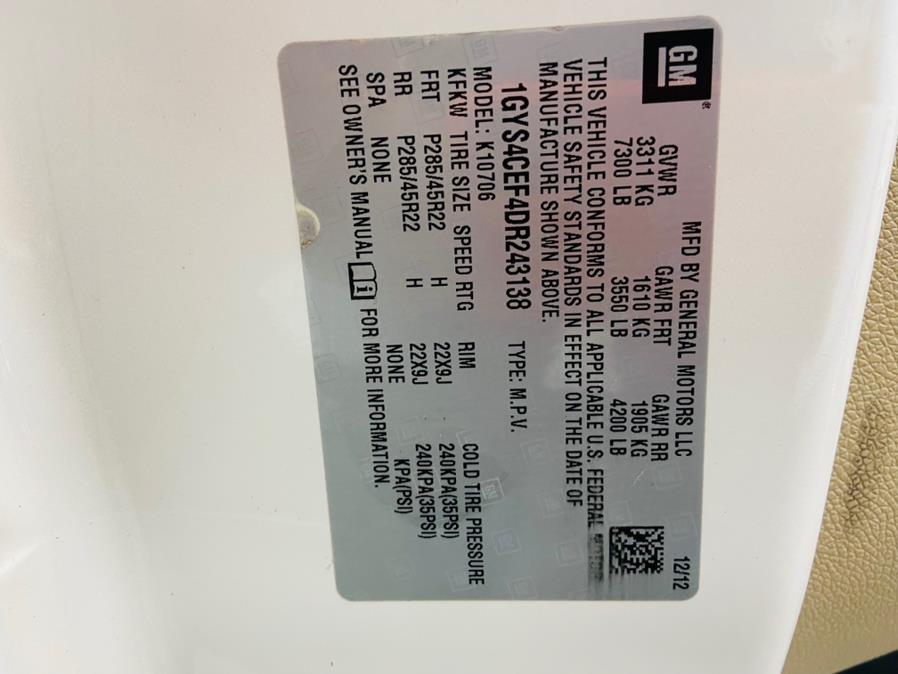 GM
MFD BY GENERAL MOTORS LLC 12/12
GVWR GAWR FRT GAWR RR
3311 KG 1610 KG 1905 KG
7300 LB 3550 LB 4200 LB
THIS VEHICLE CONFORMS TO ALL APPLICABLE U.S. FEDERAL MOTOR
VEHICLE SAFETY STANDARDS IN EFFECT ON THE DATE OF
MANUFACTURE SHOWN ABOVE.
1GYS4CEF4DR243138 TYPE: M.P.V.
MODEL: K10706
KFKW TIRE SIZE SPEED RTG RIM COLD TIRE PRESSURE
FRT P285/45R22 H 22X9J 240KPA(35PSI)
RR P285/45R22 H 22X9J 240KPA(35PSI)
SPA NONE NONE KPA(PSI)
SEE OWNER'S MANUAL FOR MORE INFORMATION.